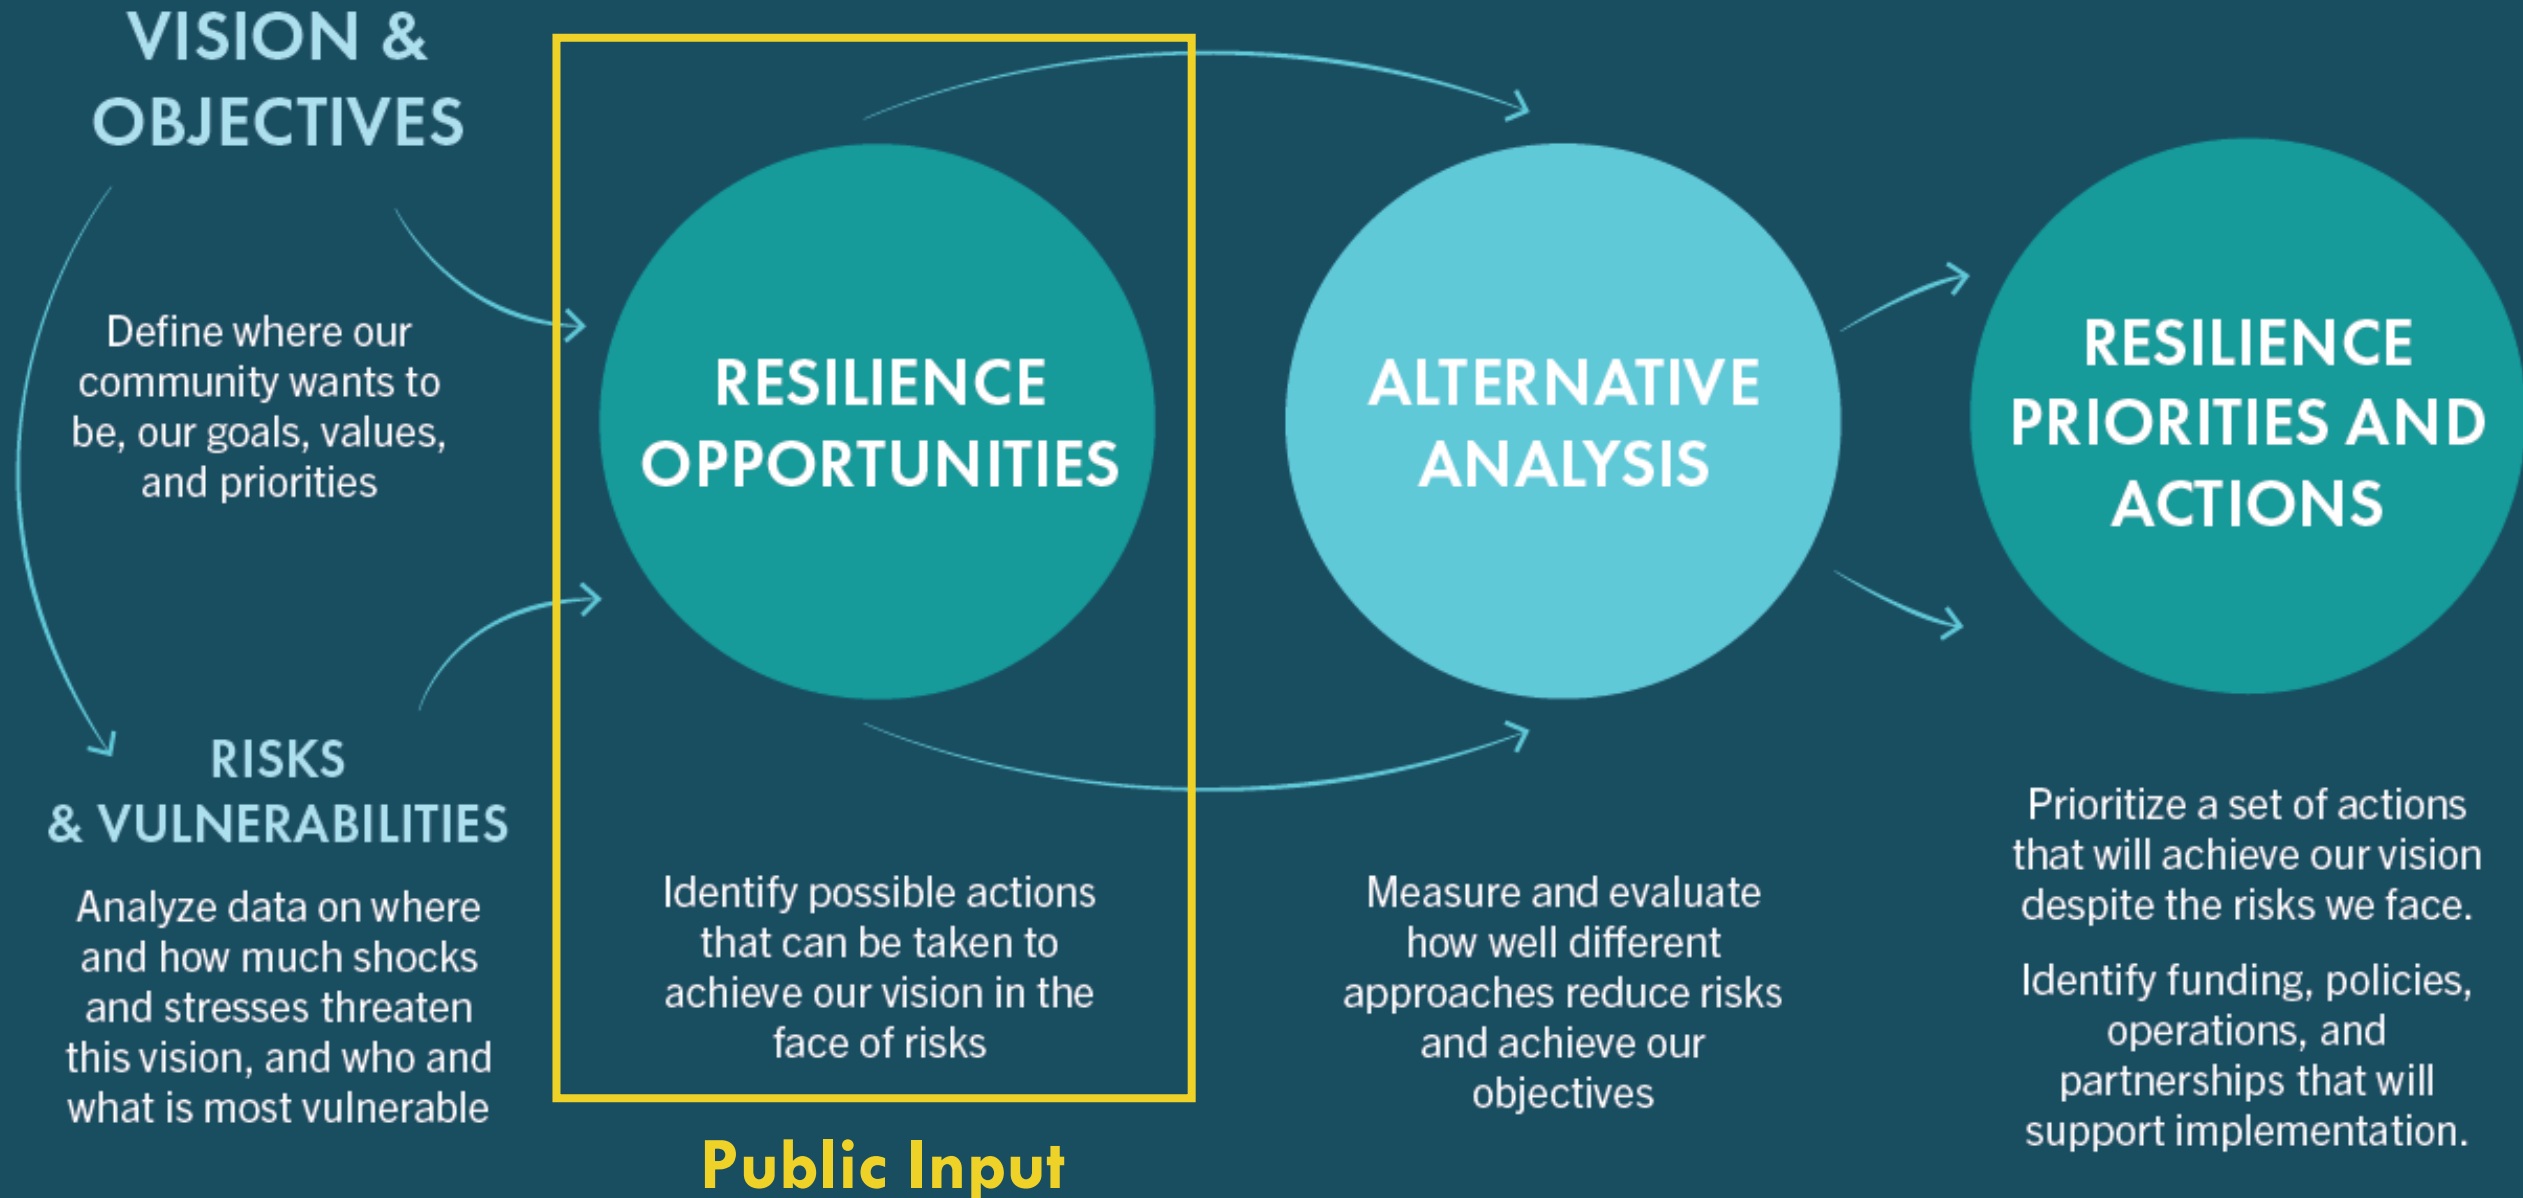 VISION &
OBJECTIVES
Define where our
community wants to
be, our goals, values,
and priorities
RISKS
& VULNERABILITIES
Analyze data on where
and how much shocks
and stresses threaten
this vision, and who and
what is most vulnerable
RESILIENCE
OPPORTUNITIES
Identify possible actions
that can be taken to
achieve our vision in the
face of risks
Public Input
ALTERNATIVE
ANALYSIS
Measure and evaluate
how well different
approaches reduce risks
and achieve our
objectives
RESILIENCE
PRIORITIES AND
ACTIONS
Prioritize a set of actions
that will achieve our vision
despite the risks we face.
Identify funding, policies,
operations, and
partnerships that will
support implementation.